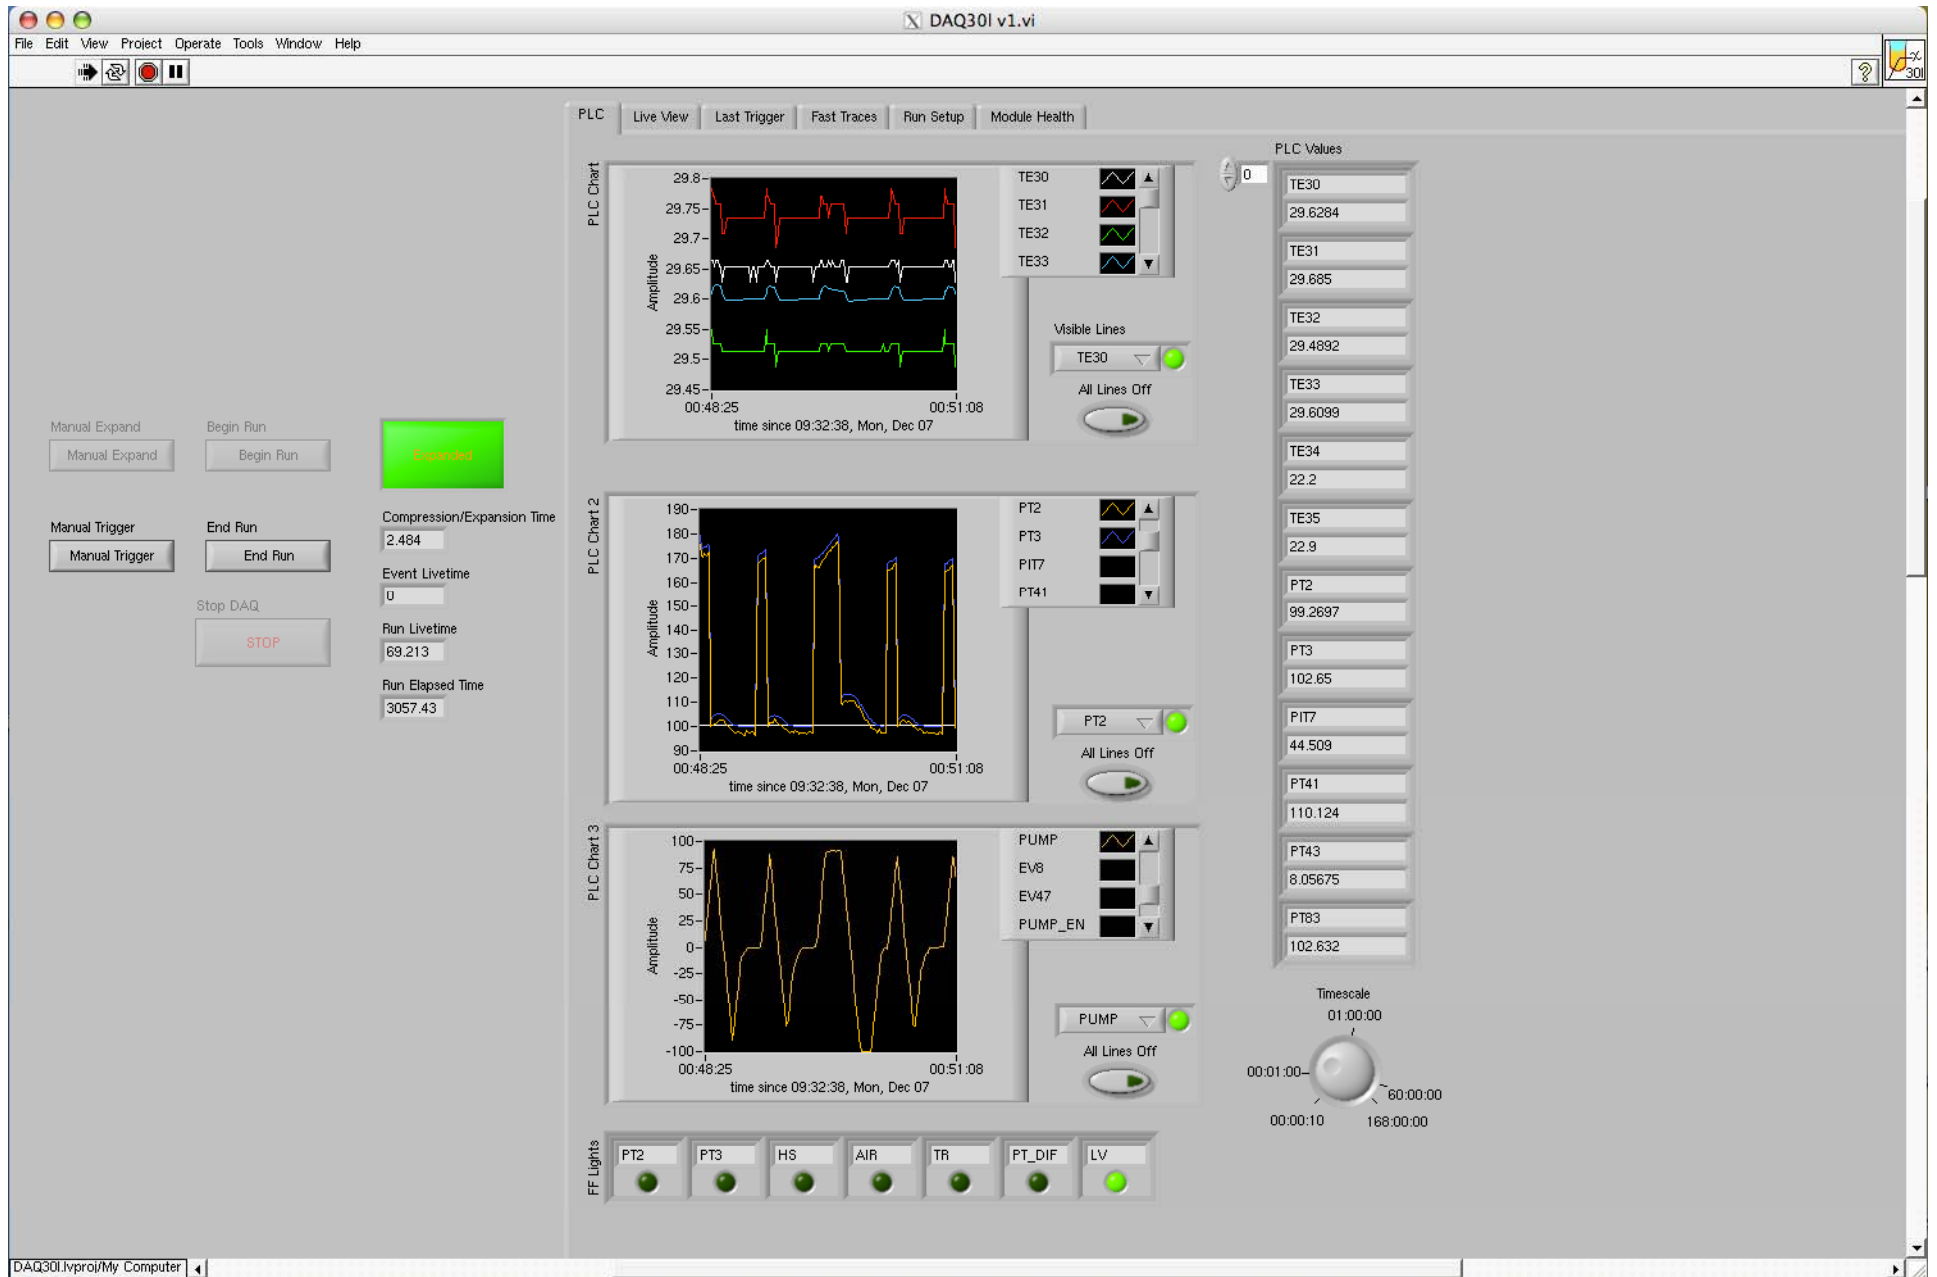 DAQ30l v1.vi
File Edit View Project Operate Tools Window Help
30l
PLC Live View Last Trigger Fast Traces Run Setup Module Health
Manual Expand
Manual Expand
Begin Run
Begin Run
Expanded
Manual Trigger
Manual Trigger
End Run
End Run
Stop DAQ
STOP
Compression/Expansion Time
2.484
Event Livetime
0
Run Livetime
69.213
Run Elapsed Time
3057.43
PLC Chart
Amplitude
29.8
29.75
29.7
29.65
29.6
29.55
29.5
29.45
00:48:25 00:51:08
time since 09:32:38, Mon, Dec 07
TE30
TE31
TE32
TE33
Visible Lines
TE30
All Lines Off
PLC Chart 2
Amplitude
190
180
170
160
150
140
130
120
110
100
90
00:48:25 00:51:08
time since 09:32:38, Mon, Dec 07
PT2
PT3
PIT7
PT41
PT2
All Lines Off
PLC Chart 3
Amplitude
100
75
50
25
0
-25
-50
-75
-100
00:48:25 00:51:08
time since 09:32:38, Mon, Dec 07
PUMP
EV8
EV47
PUMP_EN
PUMP
All Lines Off
FF Lights
PT2 PT3 HS AIR TR PT_DIF LV
PLC Values
0
TE30
29.6284
TE31
29.685
TE32
29.4892
TE33
29.6099
TE34
22.2
TE35
22.9
PT2
99.2697
PT3
102.65
PIT7
44.509
PT41
110.124
PT43
8.05675
PT83
102.632
Timescale
01:00:00
00:01:00
60:00:00
00:00:10
168:00:00
DAQ30l.lvproj/My Computer